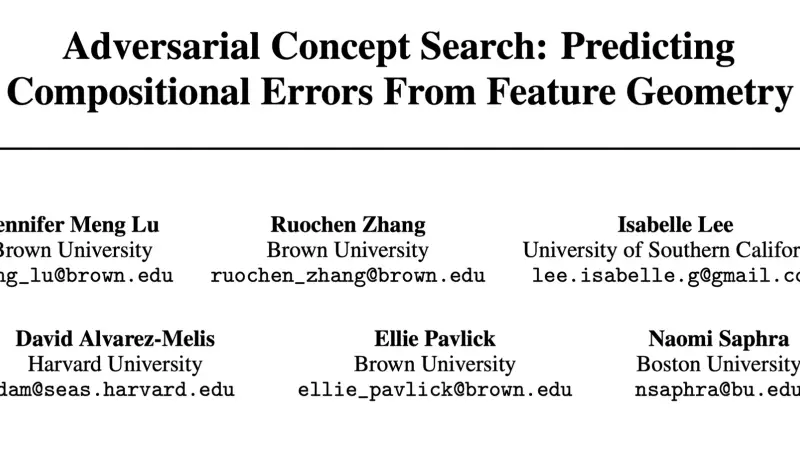 Adversarial Concept Search: Predicting
Compositional Errors From Feature Geometry
ennifer Meng Lu Ruochen Zhang Isabelle Lee
Brown University Brown University University of Southern Califor
ng_lu@brown.edu ruochen_zhang@brown.edu lee.isabelle.g@gmail.co
David Alvarez-Melis Ellie Pavlick Naomi Saphra
Harvard University Brown University Boston University
dam@seas.harvard.edu ellie_pavlick@brown.edu nsaphra@bu.edu